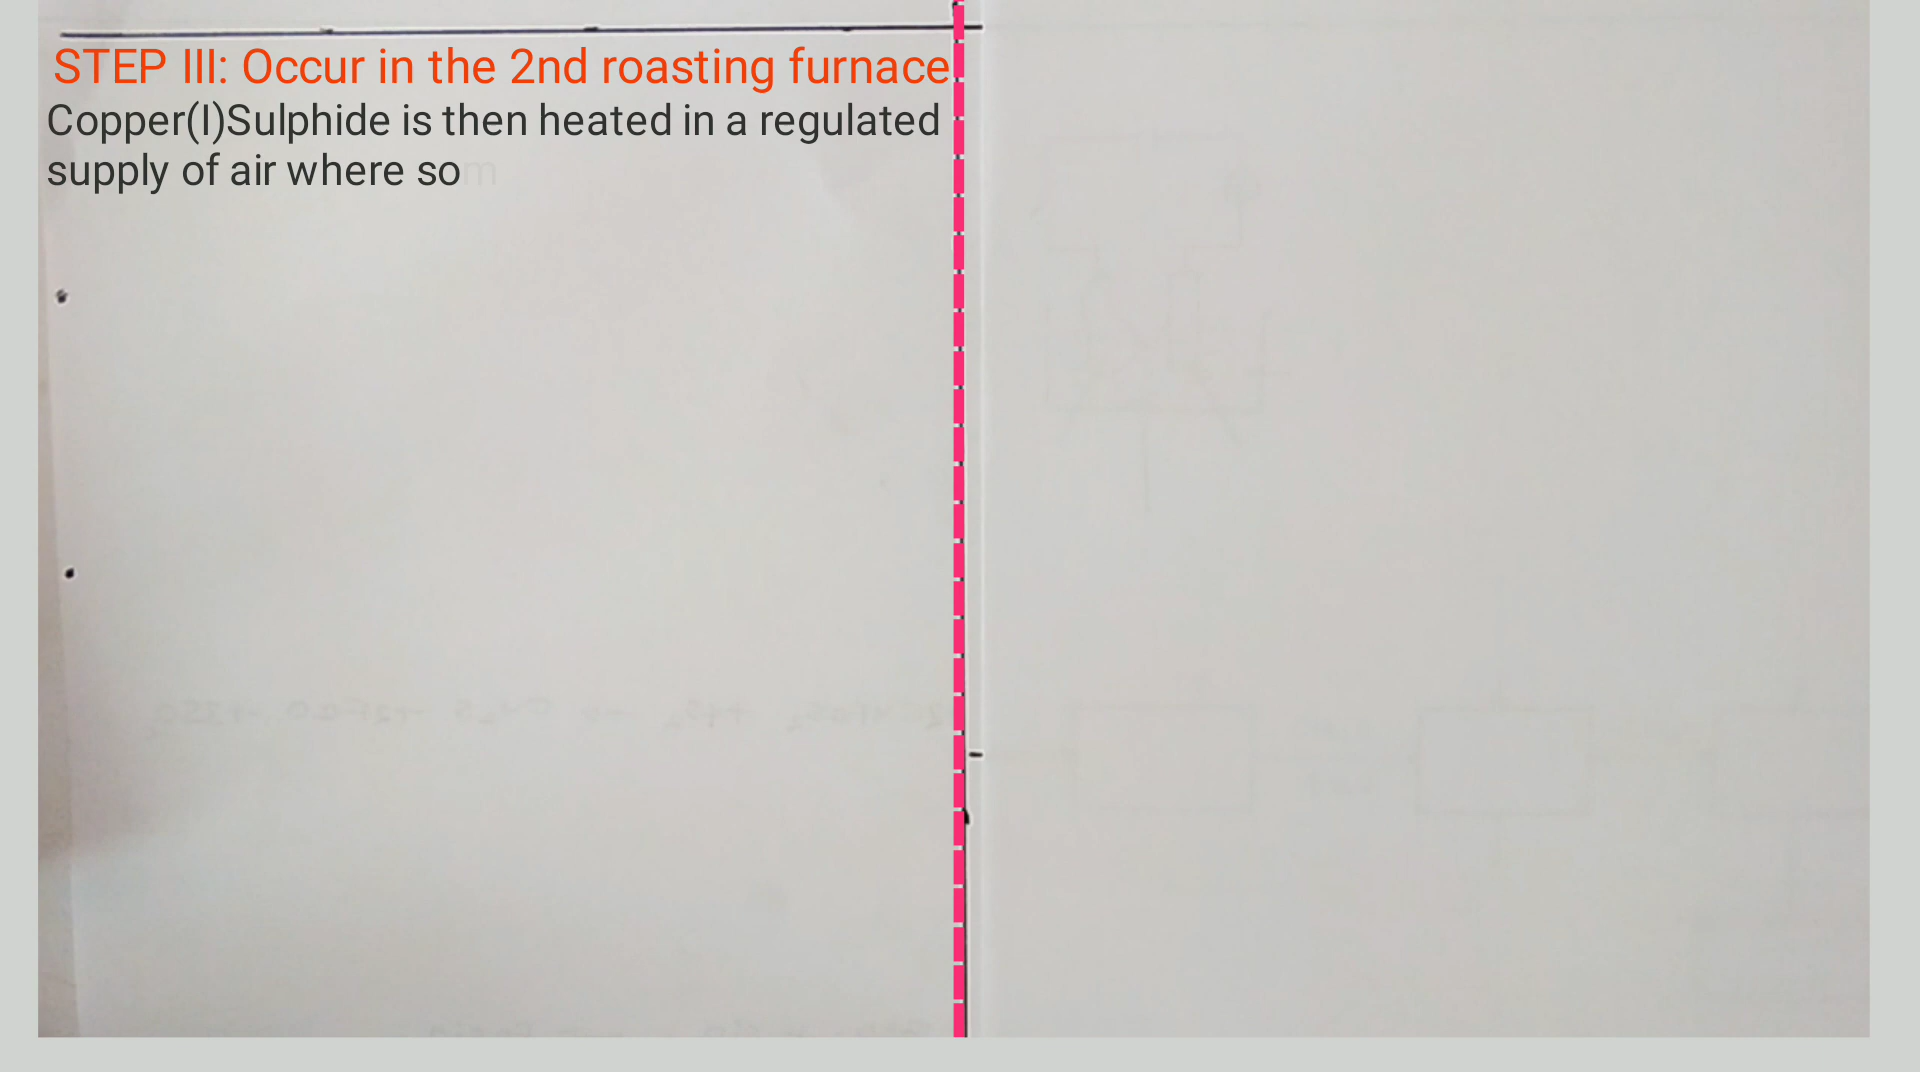 STEP III: Occur in the 2nd roasting furnace
Copper(I)Sulphide is then heated in a regulated
supply of air where som